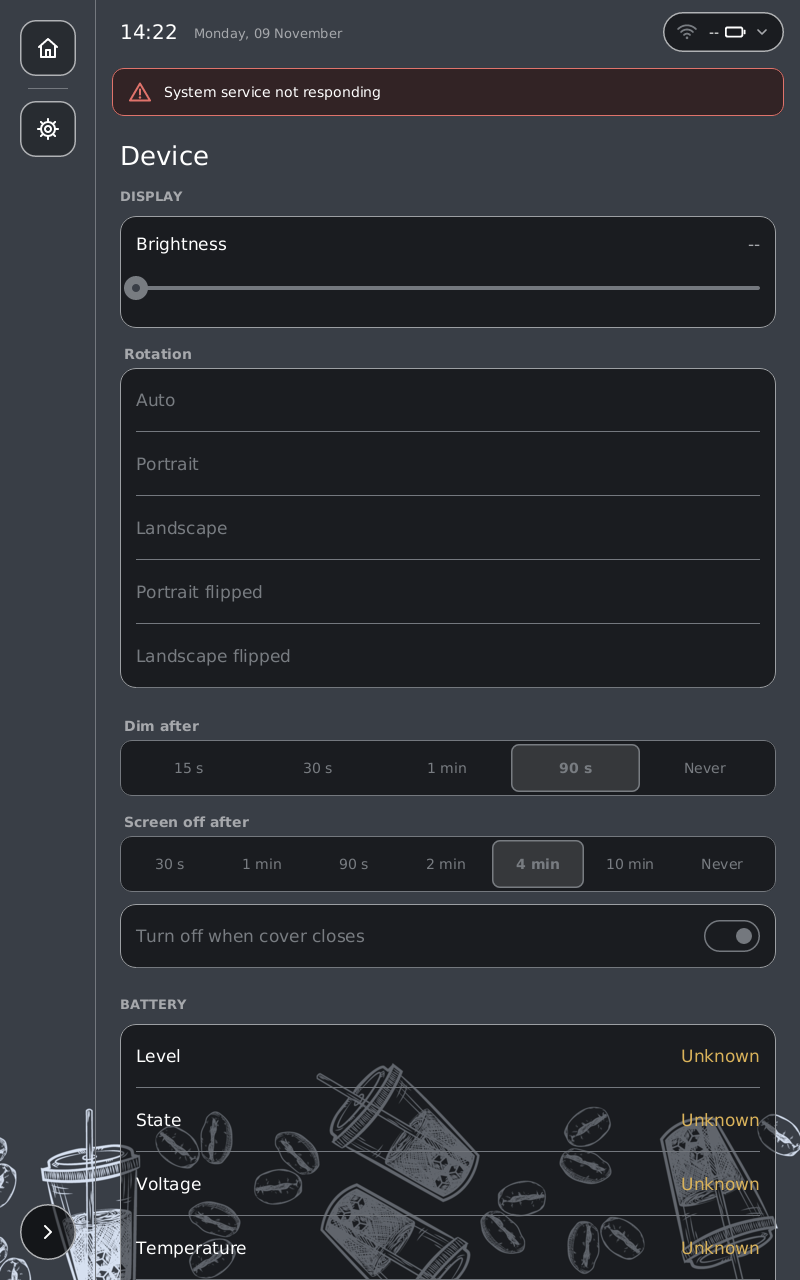 14:22 Monday, 09 November --
System service not responding
Device
DISPLAY
Brightness --
Rotation
Auto
Portrait
Landscape
Portrait flipped
Landscape flipped
Dim after
15 s 30 s 1 min 90 s Never
Screen off after
30 s 1 min 90 s 2 min 4 min 10 min Never
Turn off when cover closes
BATTERY
Level Unknown
State Unknown
Voltage Unknown
Temperature Unknown